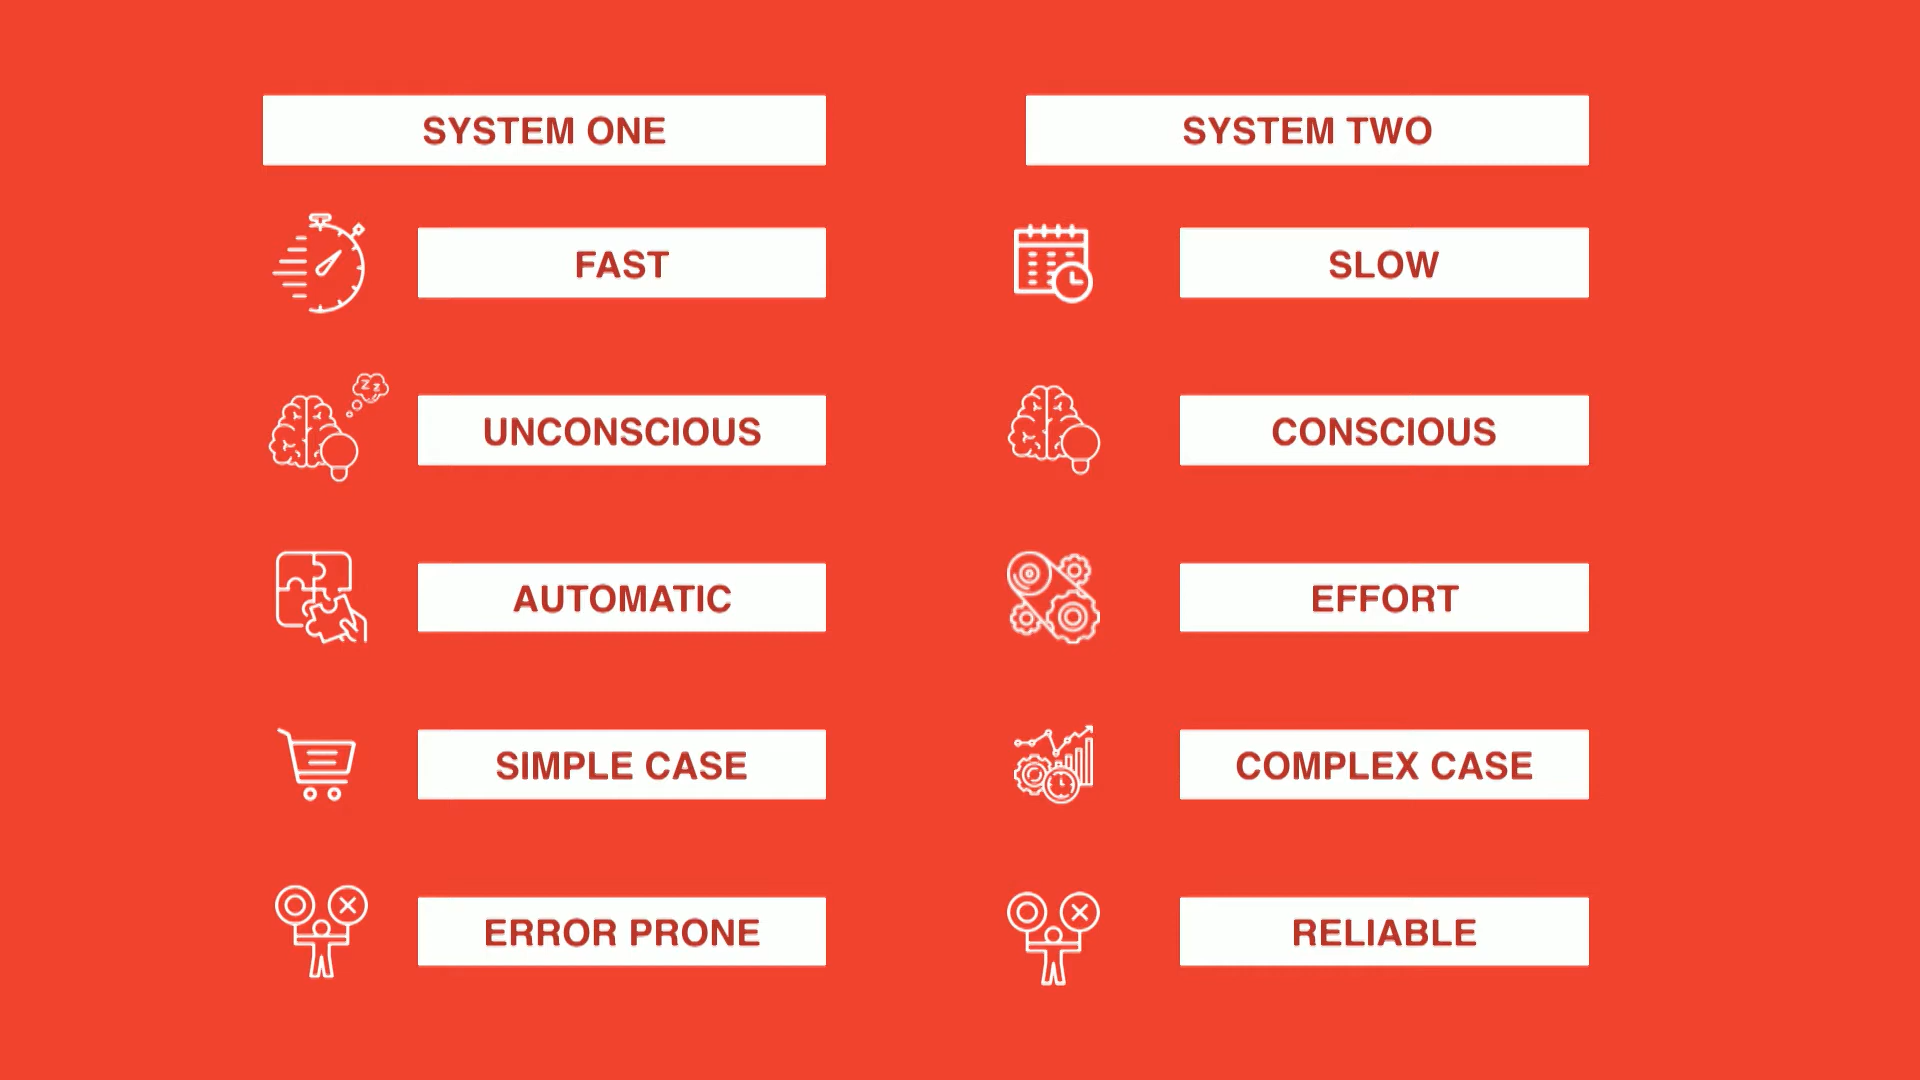 SYSTEM ONE
SYSTEM TWO
FAST
SLOW
UNCONSCIOUS
CONSCIOUS
AUTOMATIC
EFFORT
SIMPLE CASE
COMPLEX CASE
ERROR PRONE
RELIABLE